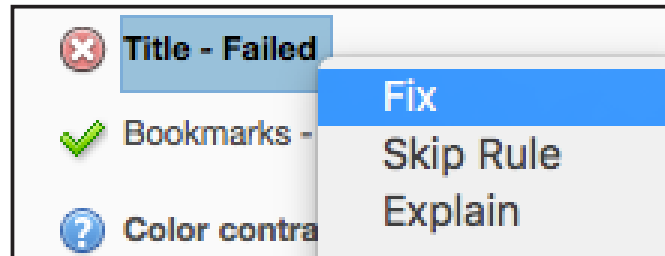 Title - Failed
Fix
Bookmarks -
Skip Rule
Explain
Color contra